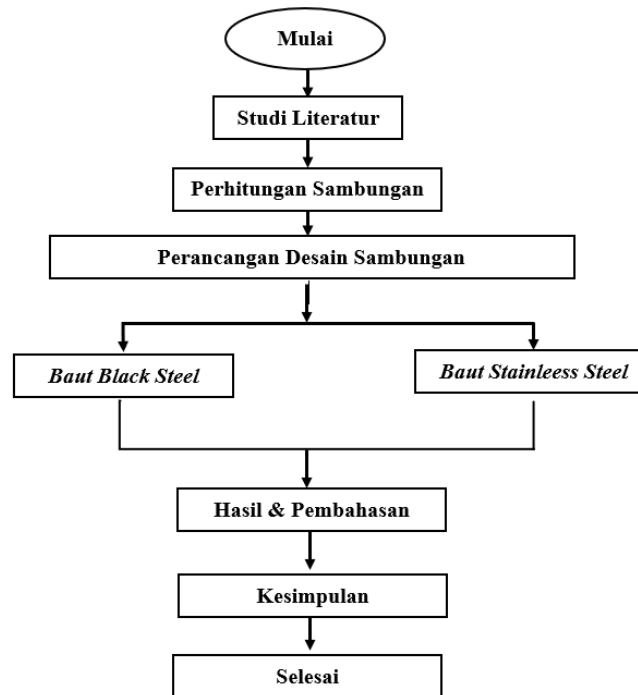 Mulai
Studi Literatur
Perhitungan Sambungan
Perancangan Desain Sambungan
Baut Black Steel
Baut Stainleess Steel
Hasil & Pembahasan
Kesimpulan
Selesai